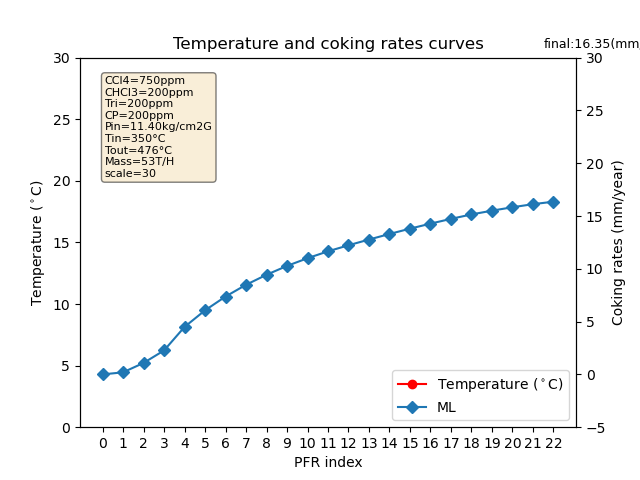 Temperature and coking rates curves
final:16.35(mm
CCl4=750ppm
CHCl3=200ppm
Tri=200ppm
CP=200ppm
Pin=11.40kg/cm2G
Tin=350°C
Tout=476°C
Mass=53T/H
scale=30
Temperature (°C)
30
25
20
15
10
5
0
30
25
20
15
10
5
0
−5
Coking rates (mm/year)
Temperature (°C)
ML
0 1 2 3 4 5 6 7 8 9 10 11 12 13 14 15 16 17 18 19 20 21 22
PFR index